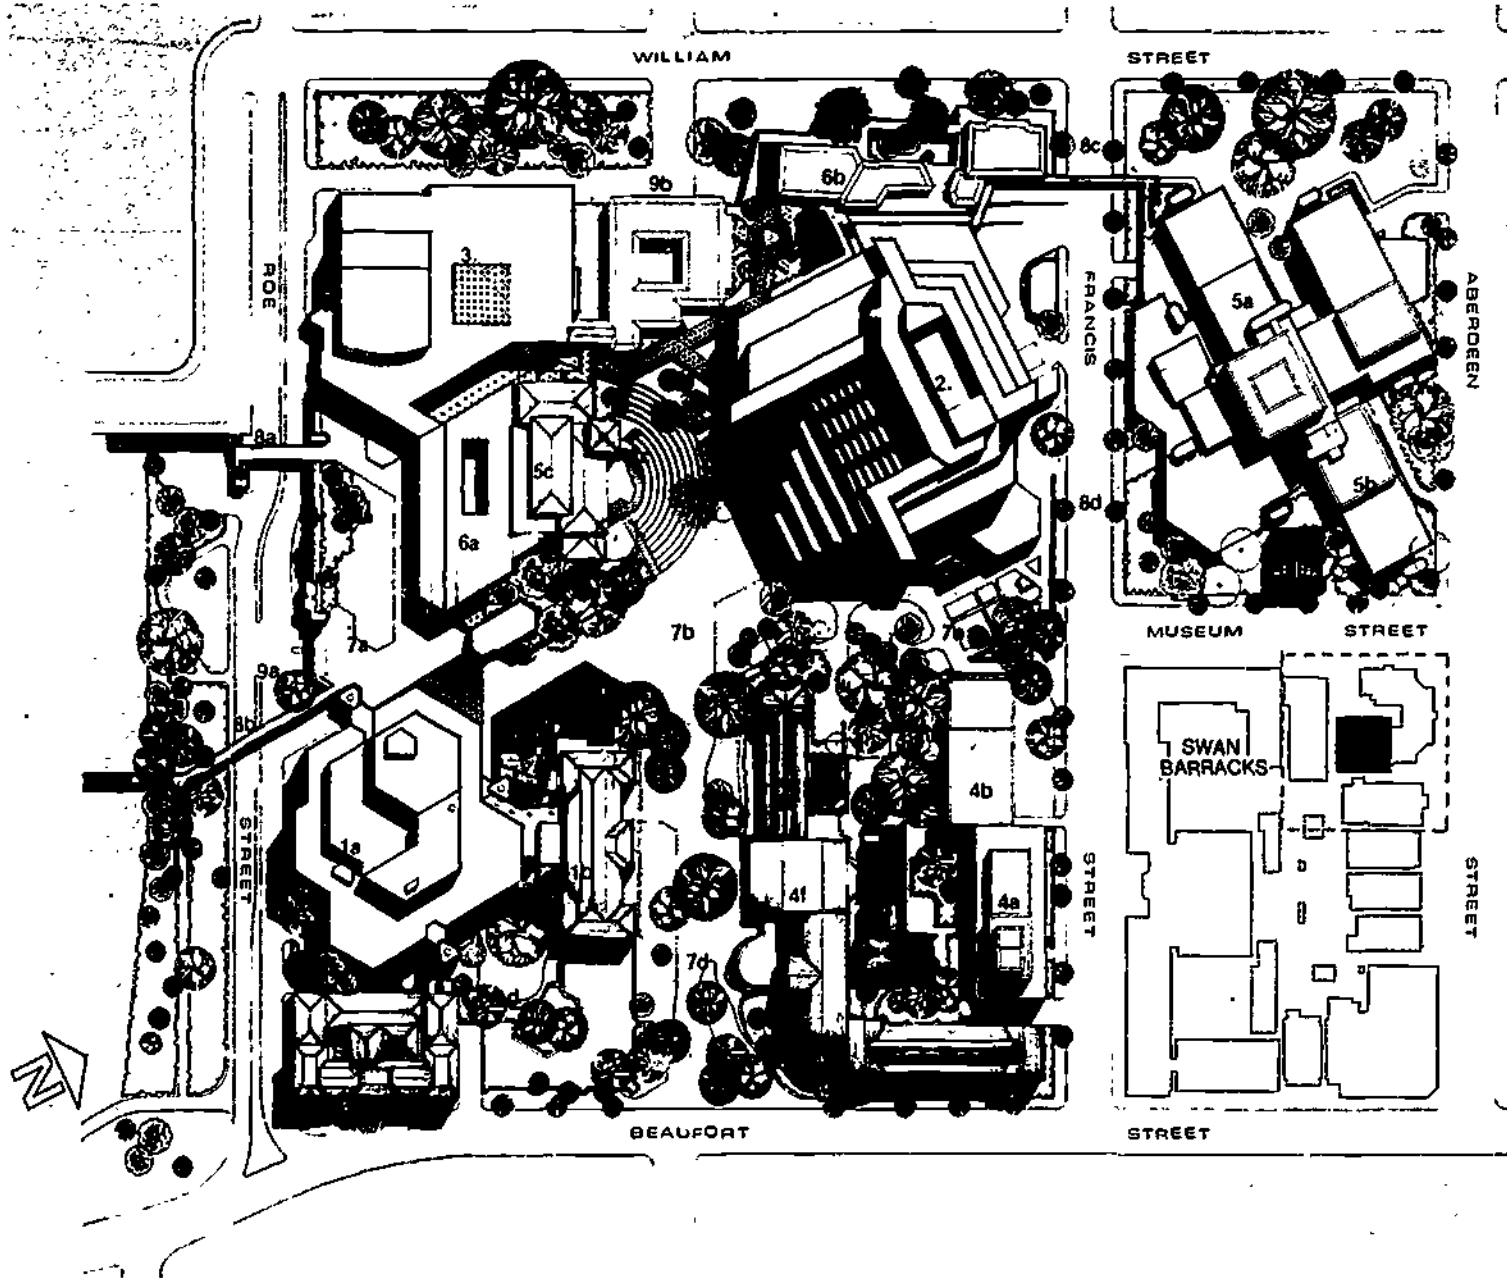 WILLIAM STREET
8c
9b
6b
3.
ROE
5a
FRANCIS
ABERDEEN
2.
8a
5c
5b
8d
6a
7b
7a
MUSEUM STREET
9a
8b
SWAN
BARRACKS
4b
1a
STREET
4f
4a
STREET
STREET
7d
N
BEAUFORT STREET